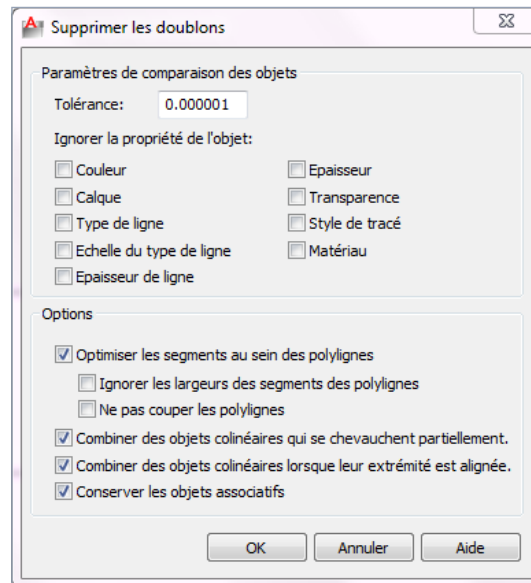 Supprimer les doublons
Paramètres de comparaison des objets
Tolérance: 0.000001
Ignorer la propriété de l'objet:
Couleur
Epaisseur
Calque
Transparence
Type de ligne
Style de tracé
Echelle du type de ligne
Matériau
Epaisseur de ligne
Options
Optimiser les segments au sein des polylignes
Ignorer les largeurs des segments des polylignes
Ne pas couper les polylignes
Combiner des objets colinéaires qui se chevauchent partiellement.
Combiner des objets colinéaires lorsque leur extrémité est alignée.
Conserver les objets associatifs
OK
Annuler
Aide